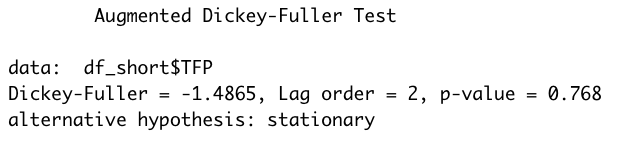 Augmented Dickey-Fuller Test
data:  df_short$TFP
Dickey-Fuller = -1.4865, Lag order = 2, p-value = 0.768
alternative hypothesis: stationary